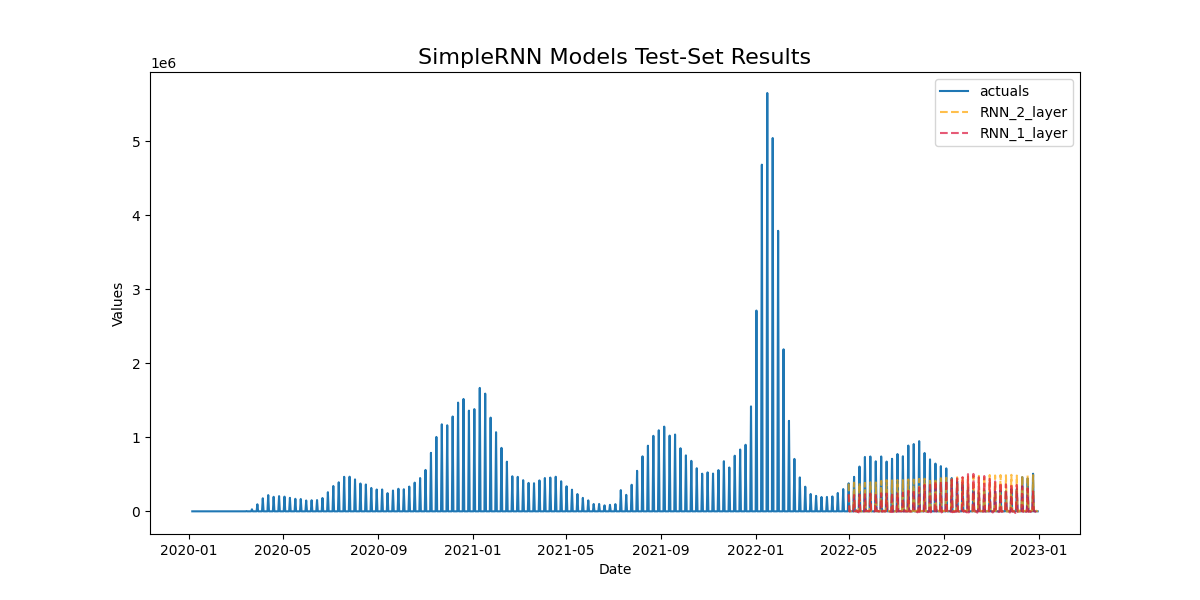 SimpleRNN Models Test-Set Results
1e6
actuals
RNN_2_layer
RNN_1_layer
5
4
3
2
1
0
Values
2020-01 2020-05 2020-09 2021-01 2021-05 2021-09 2022-01 2022-05 2022-09 2023-01
Date